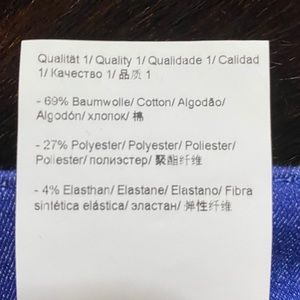 Qualität 1/ Quality 1/ Qualidade 1/ Calidad
1/ Качество 1/ 品质 1
- 69% Baumwolle/ Cotton/ Algodão/
Algodón/ хлопок/ 棉
- 27% Polyester/ Polyester/ Poliester/
Poliester/ полиэстер/ 聚酯纤维
- 4% Elasthan/ Elastane/ Elastano/ Fibra
sintética elástica/ эластан/ 弹性纤维